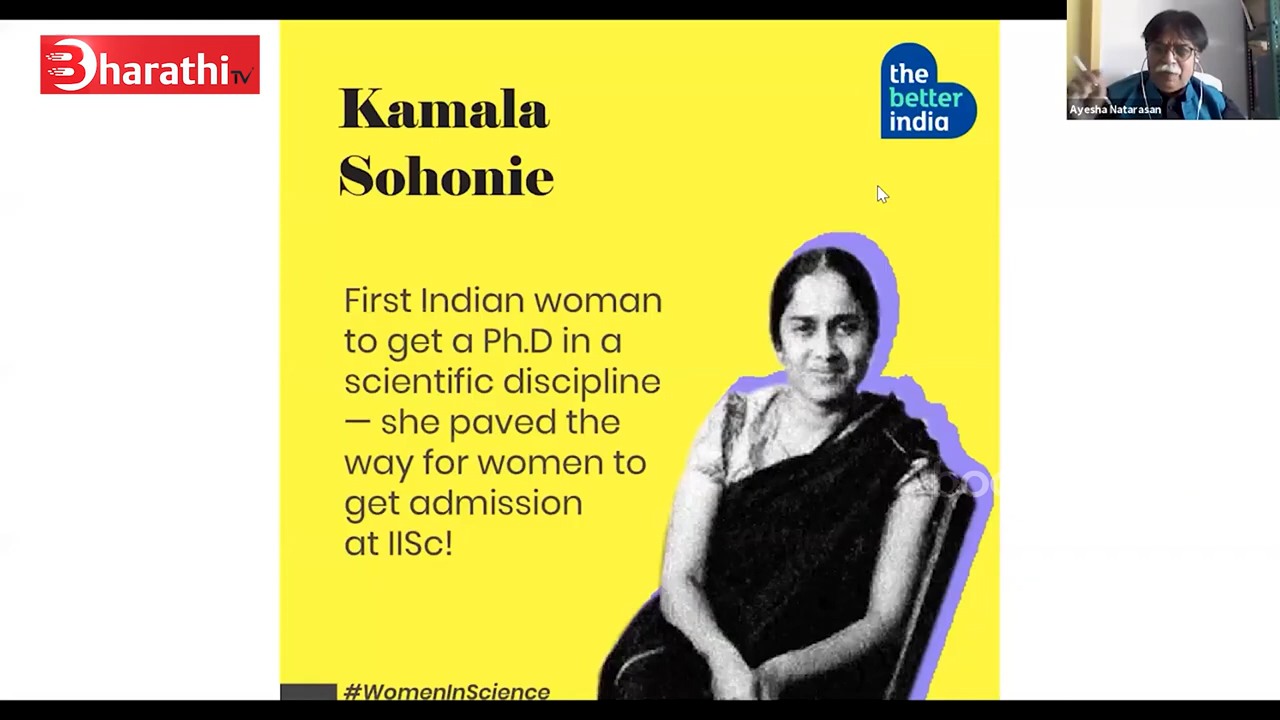 Bharathi TV
Kamala
Sohonie
the
better
india
Ayesha Natarasan
First Indian woman
to get a Ph.D in a
scientific discipline
— she paved the
way for women to
get admission
at IISc!
#WomenInScience